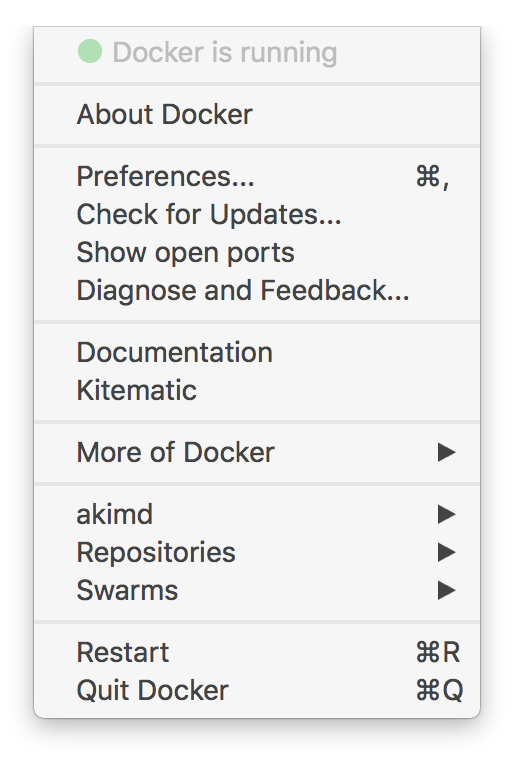 Docker is running
About Docker
Preferences... ⌘,
Check for Updates...
Show open ports
Diagnose and Feedback...
Documentation
Kitematic
More of Docker ▶
akimd ▶
Repositories ▶
Swarms ▶
Restart ⌘R
Quit Docker ⌘Q